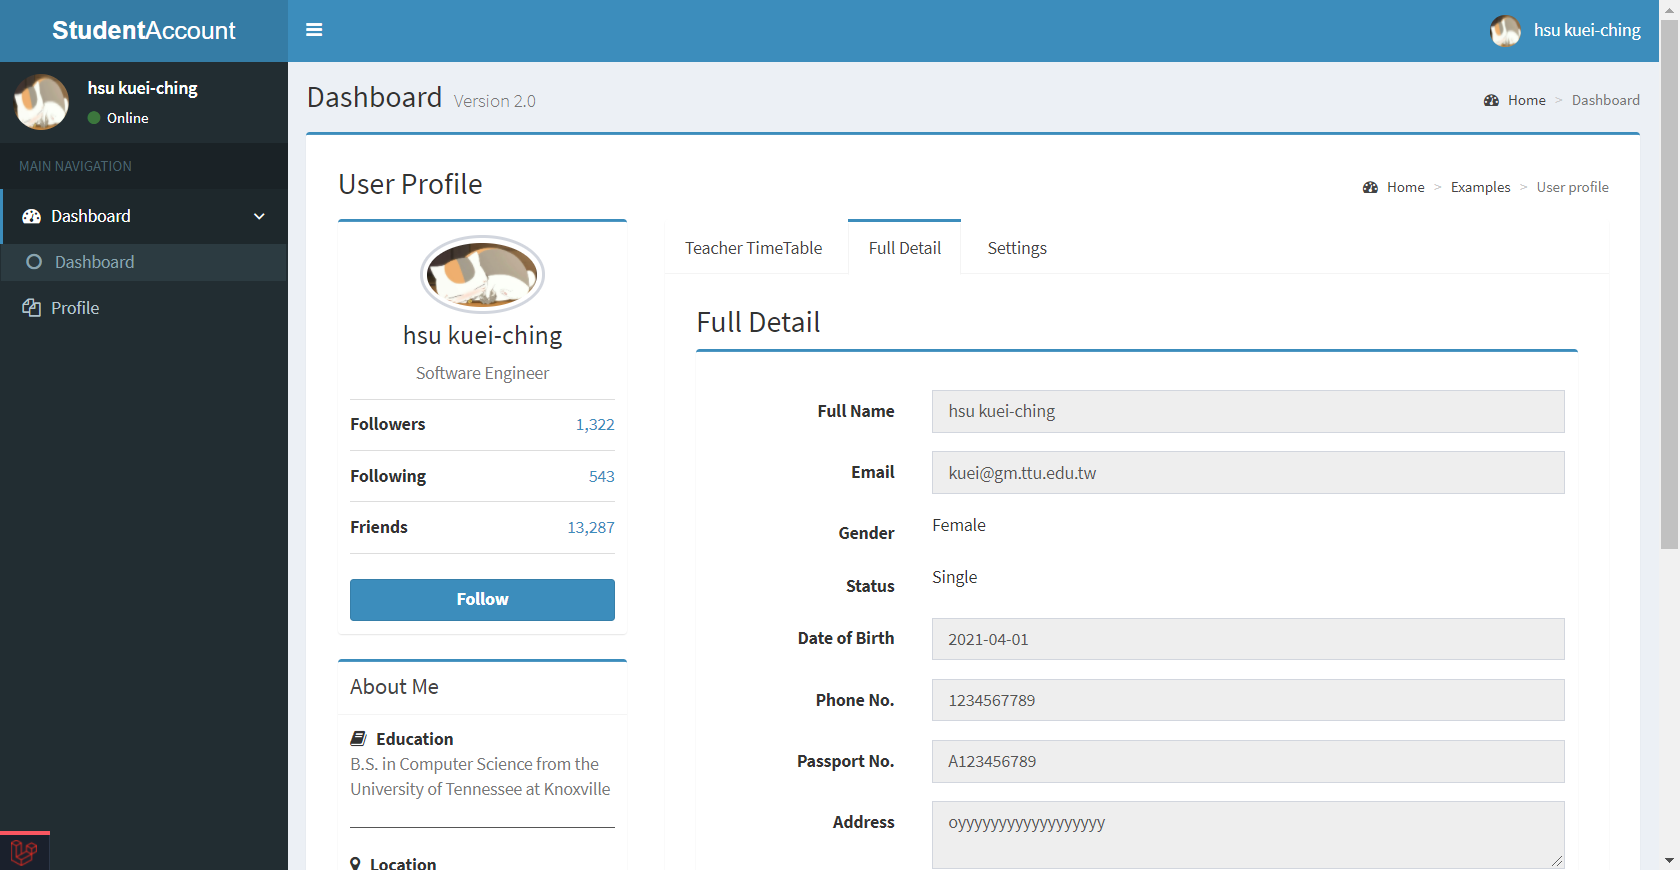 StudentAccount
hsu kuei-ching
hsu kuei-ching
Online
MAIN NAVIGATION
Dashboard
Dashboard
Profile
Dashboard Version 2.0
Home > Dashboard
User Profile
Home > Examples > User profile
hsu kuei-ching
Software Engineer
Followers 1,322
Following 543
Friends 13,287
Follow
About Me
Education
B.S. in Computer Science from the
University of Tennessee at Knoxville
Location
Teacher TimeTable Full Detail Settings
Full Detail
Full Name hsu kuei-ching
Email kuei@gm.ttu.edu.tw
Gender Female
Status Single
Date of Birth 2021-04-01
Phone No. 1234567789
Passport No. A123456789
Address oyyyyyyyyyyyyyyyyyy